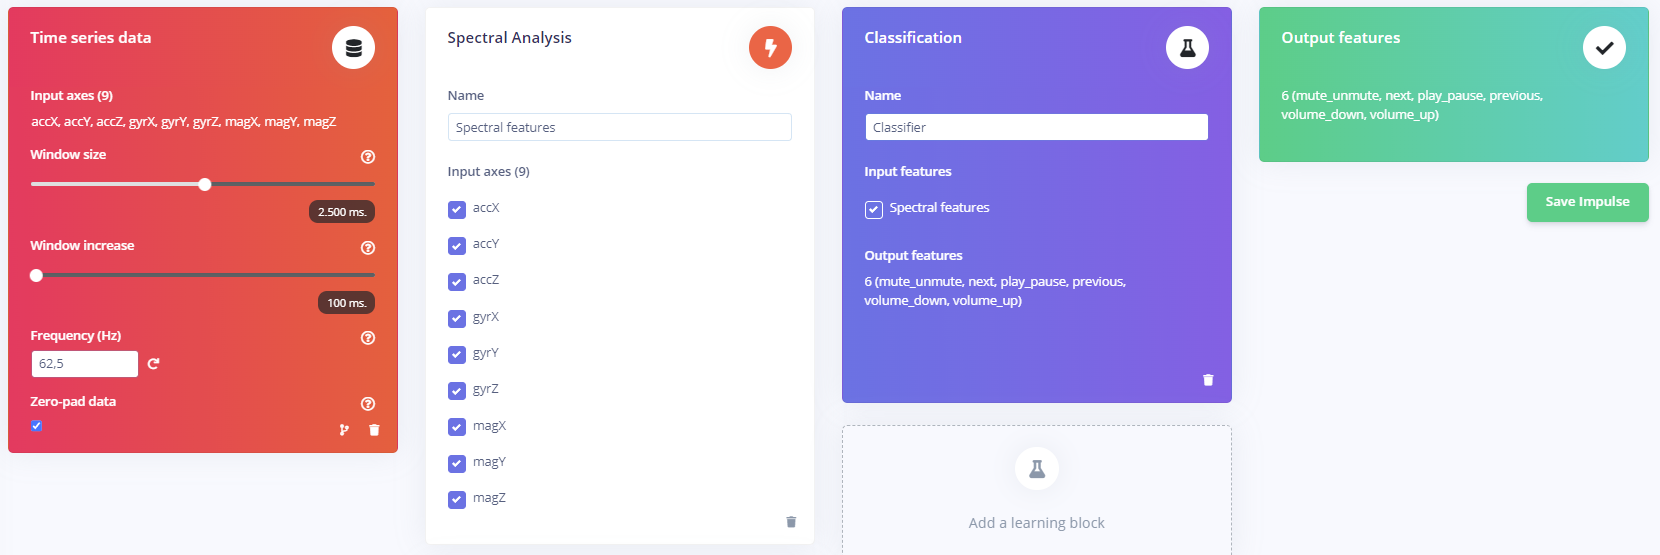 Time series data
Input axes (9)
accX, accY, accZ, gyrX, gyrY, gyrZ, magX, magY, magZ
Window size
2.500 ms.
Window increase
100 ms.
Frequency (Hz)
62,5
Zero-pad data
Spectral Analysis
Name
Spectral features
Input axes (9)
accX
accY
accZ
gyrX
gyrY
gyrZ
magX
magY
magZ
Classification
Name
Classifier
Input features
Spectral features
Output features
6 (mute_unmute, next, play_pause, previous,
volume_down, volume_up)
Add a learning block
Output features
6 (mute_unmute, next, play_pause, previous,
volume_down, volume_up)
Save Impulse